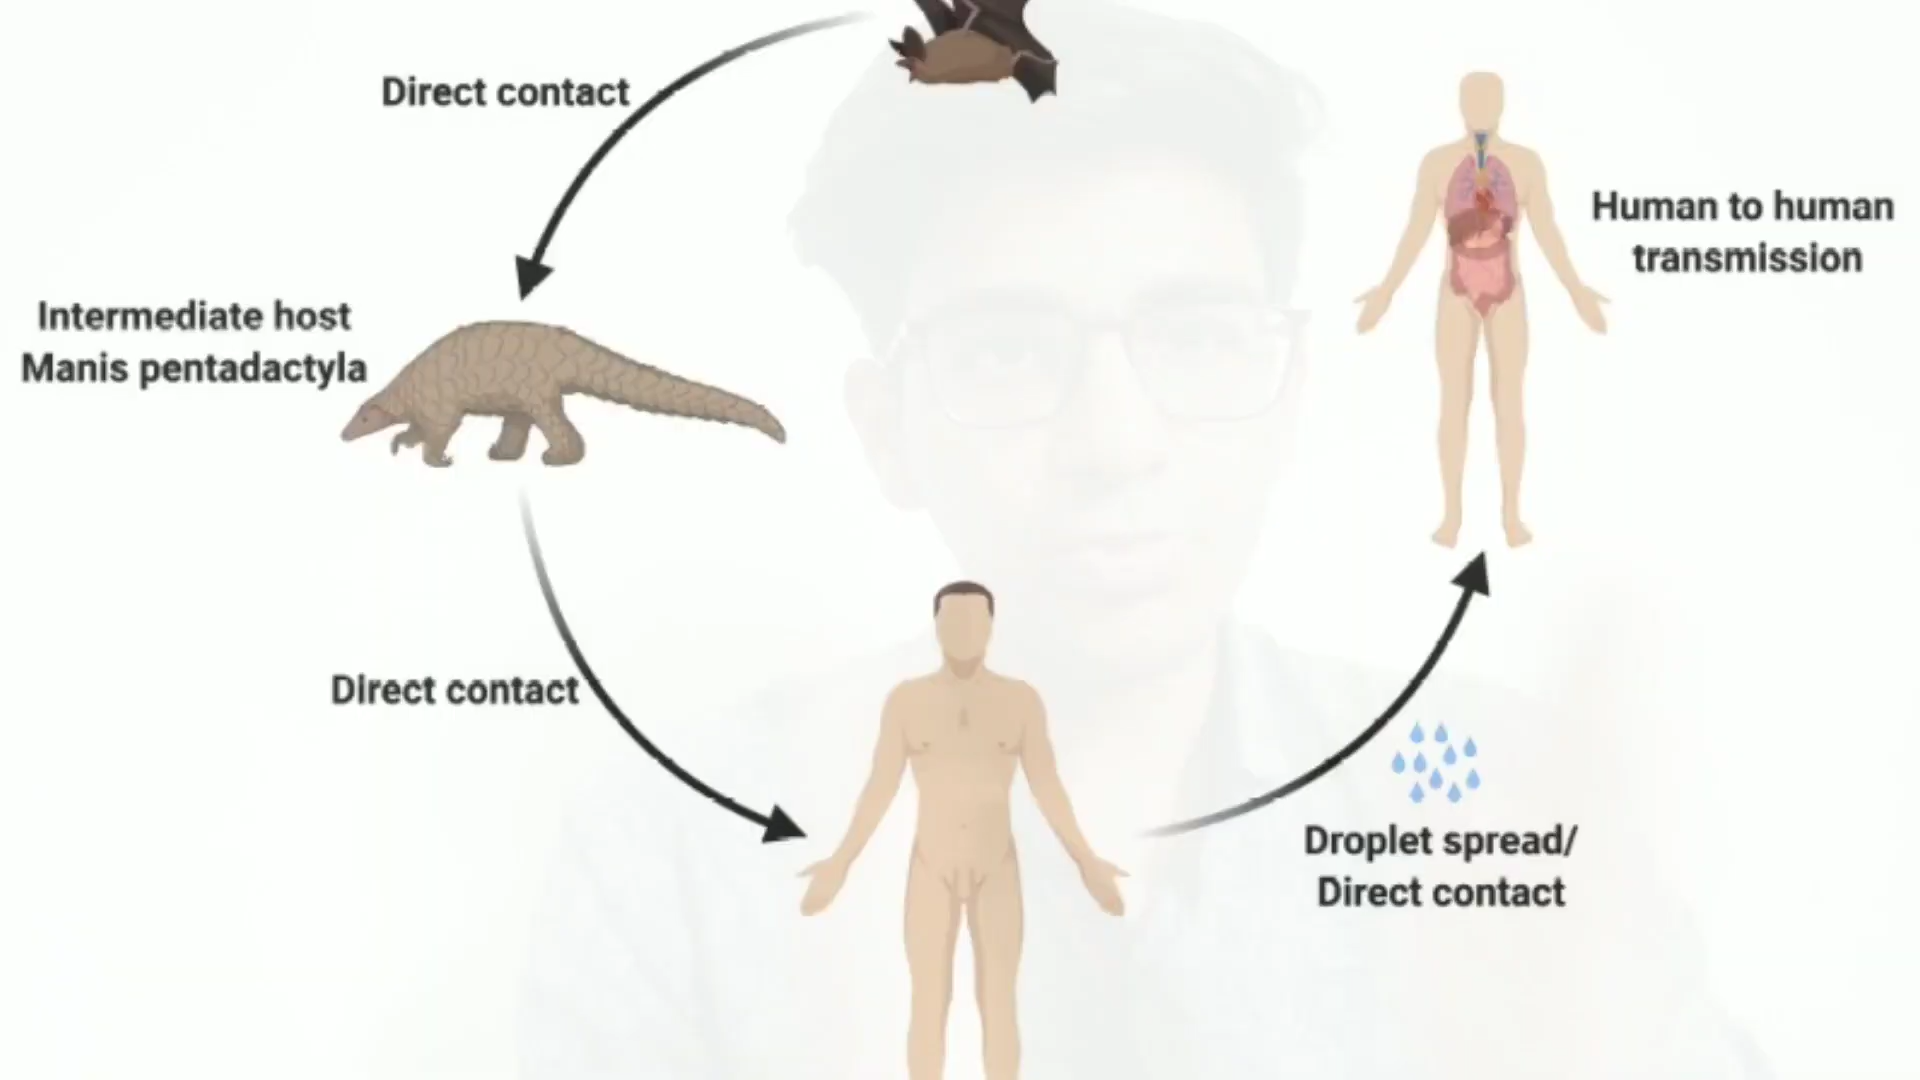 Direct contact
Human to human
transmission
Intermediate host
Manis pentadactyla
Direct contact
Droplet spread/
Direct contact